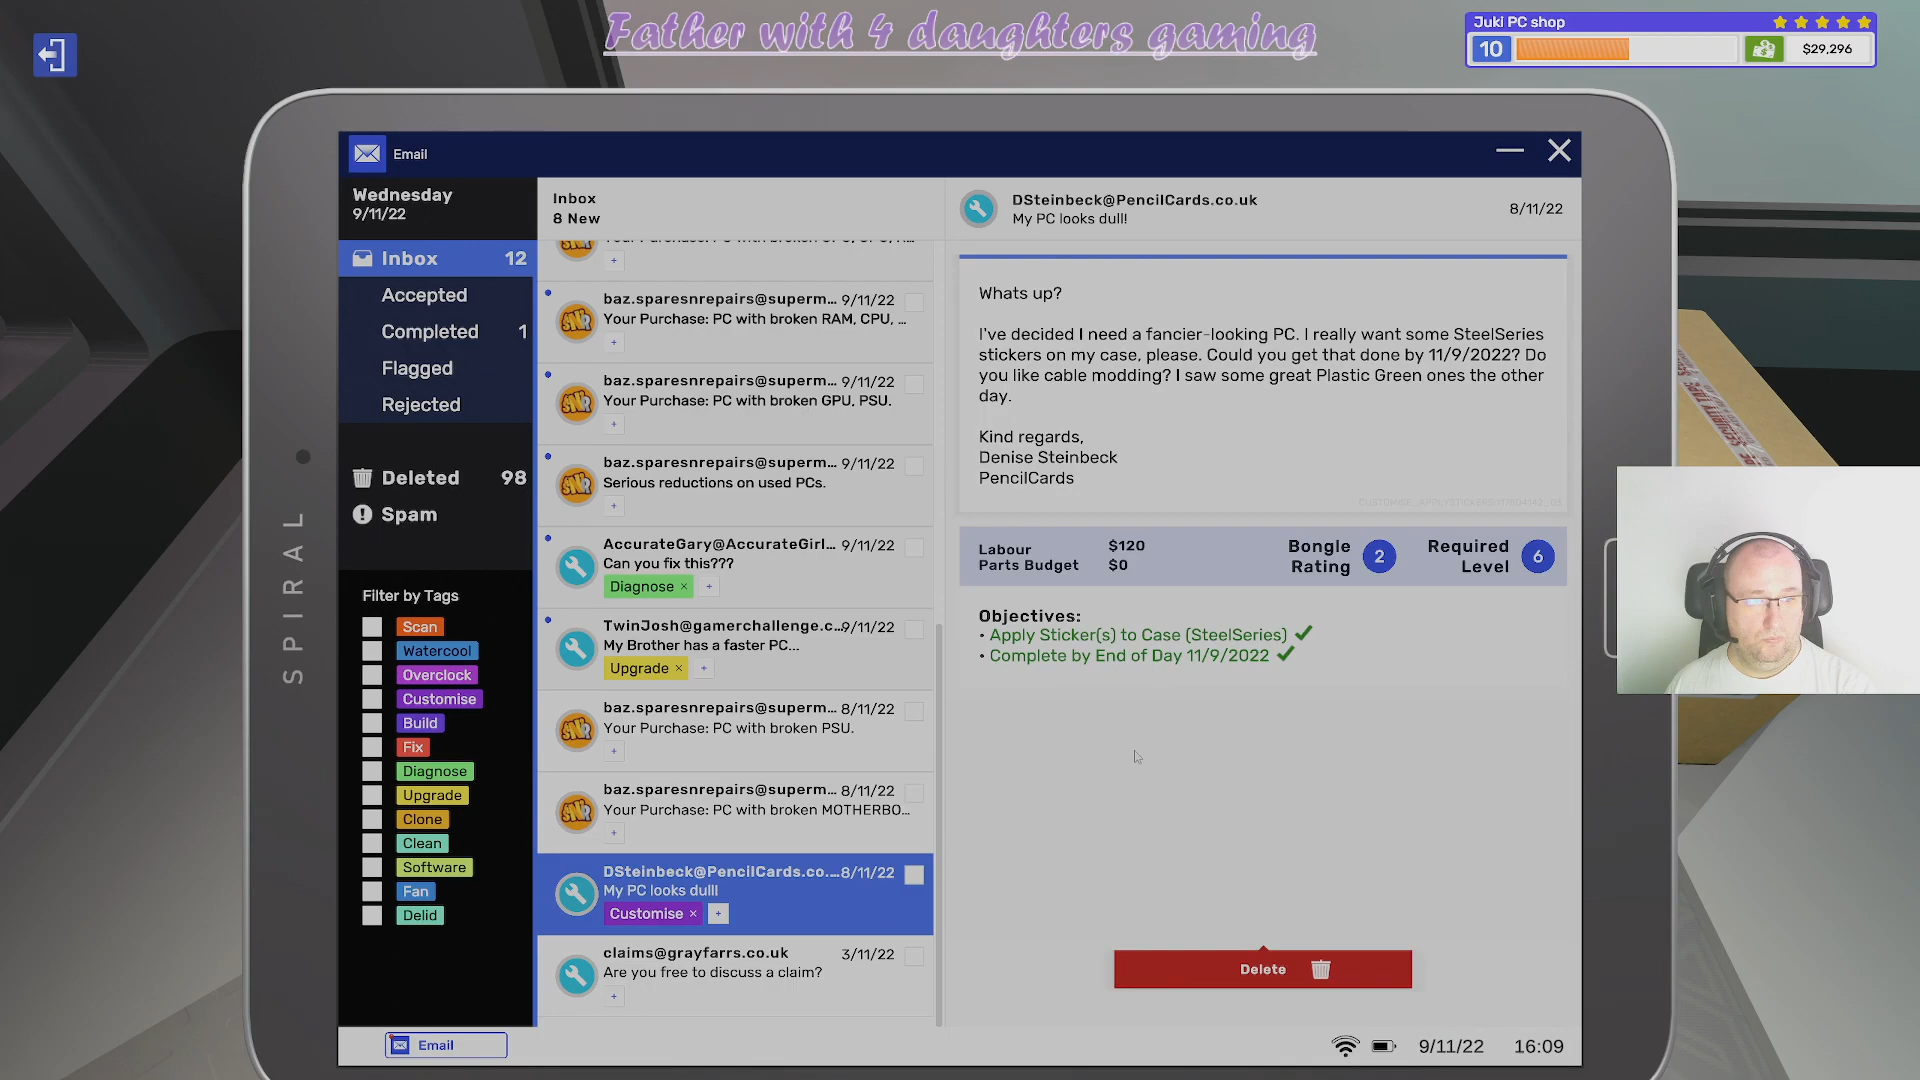 Father with 4 daughters gaming
Juki PC shop
10
$29,296
Email
Wednesday
9/11/22
Inbox 12
Accepted
Completed 1
Flagged
Rejected
Deleted 98
Spam
Filter by Tags
Scan
Watercool
Overclock
Customise
Build
Fix
Diagnose
Upgrade
Clone
Clean
Software
Fan
Delid
SPIRAL
Inbox
8 New
+
baz.sparesnrepairs@superm... 9/11/22
Your Purchase: PC with broken RAM, CPU, ...
+
baz.sparesnrepairs@superm... 9/11/22
Your Purchase: PC with broken GPU, PSU.
+
baz.sparesnrepairs@superm... 9/11/22
Serious reductions on used PCs.
+
AccurateGary@AccurateGirl... 9/11/22
Can you fix this???
Diagnose × +
TwinJosh@gamerchallenge.c... 9/11/22
My Brother has a faster PC...
Upgrade × +
baz.sparesnrepairs@superm... 8/11/22
Your Purchase: PC with broken PSU.
+
baz.sparesnrepairs@superm... 8/11/22
Your Purchase: PC with broken MOTHERBO...
+
DSteinbeck@PencilCards.co.... 8/11/22
My PC looks dull!
Customise × +
claims@grayfarrs.co.uk 3/11/22
Are you free to discuss a claim?
+
DSteinbeck@PencilCards.co.uk 8/11/22
My PC looks dull!
Whats up?
I've decided I need a fancier-looking PC. I really want some SteelSeries
stickers on my case, please. Could you get that done by 11/9/2022? Do
you like cable modding? I saw some great Plastic Green ones the other
day.
Kind regards,
Denise Steinbeck
PencilCards
Labour $120
Parts Budget $0
Bongle
Rating 2
Required
Level 6
Objectives:
• Apply Sticker(s) to Case (SteelSeries) ✓
• Complete by End of Day 11/9/2022 ✓
Delete
Email
9/11/22 16:09